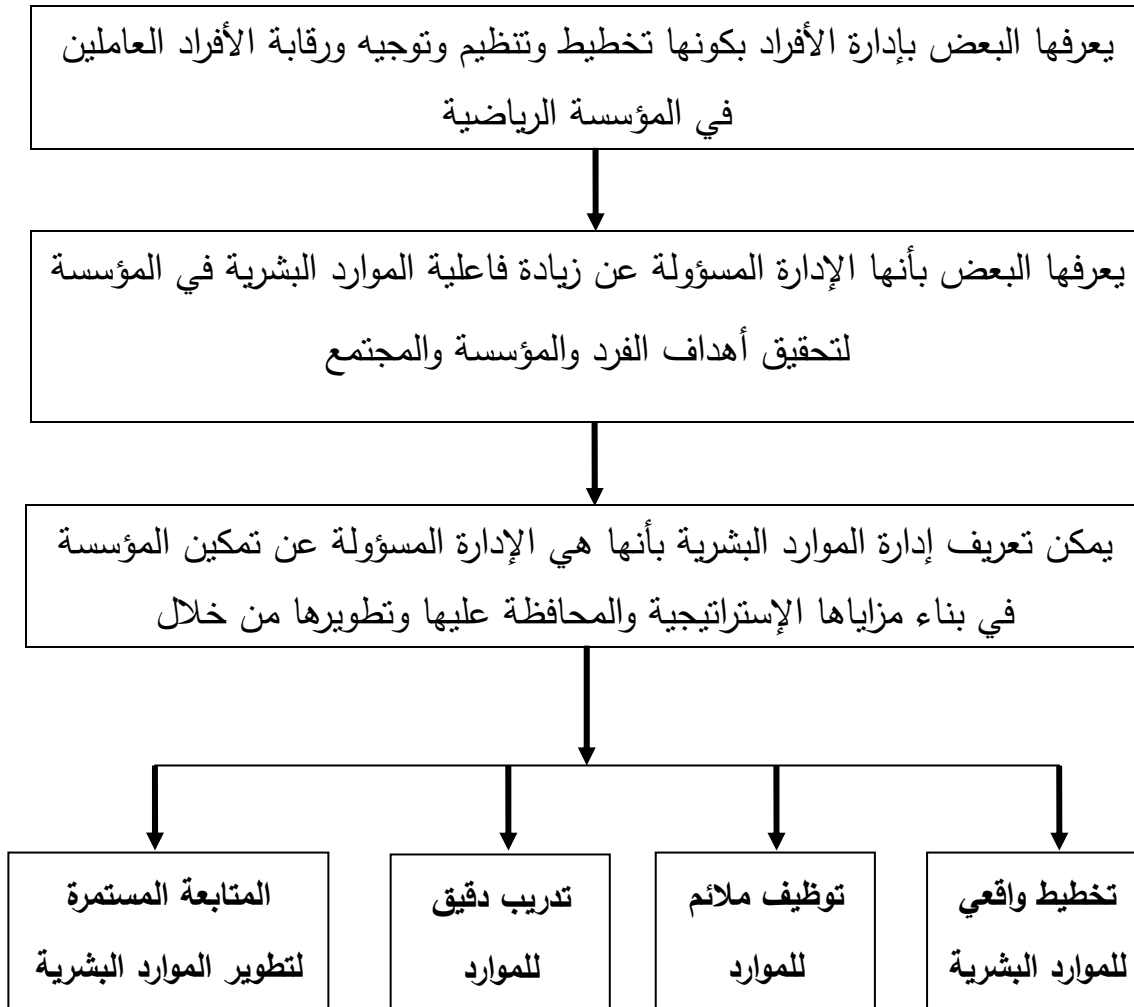 يعرفها البعض بإدارة الأفراد بكونها تخطيط وتنظيم وتوجيه ورقابة الأفراد العاملين
في المؤسسة الرياضية
يعرفها البعض بأنها الإدارة المسؤولة عن زيادة فاعلية الموارد البشرية في المؤسسة
لتحقيق أهداف الفرد والمؤسسة والمجتمع
يمكن تعريف إدارة الموارد البشرية بأنها هي الإدارة المسؤولة عن تمكين المؤسسة
في بناء مزاياها الإستراتيجية والمحافظة عليها وتطويرها من خلال
تخطيط واقعي
للموارد البشرية
توظيف ملائم
للموارد
تدريب دقيق
للموارد
المتابعة المستمرة
لتطوير الموارد البشرية